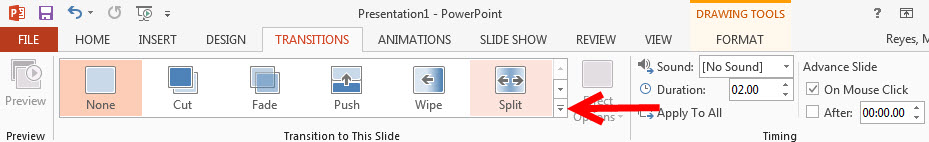 Presentation1 - PowerPoint
DRAWING TOOLS
FILE HOME INSERT DESIGN TRANSITIONS ANIMATIONS SLIDE SHOW REVIEW VIEW FORMAT Reyes, M
Preview
None Cut Fade Push Wipe Split
Options
Sound: [No Sound]
Duration: 02.00
Apply To All
Advance Slide
On Mouse Click
After: 00:00.00
Preview Transition to This Slide Timing